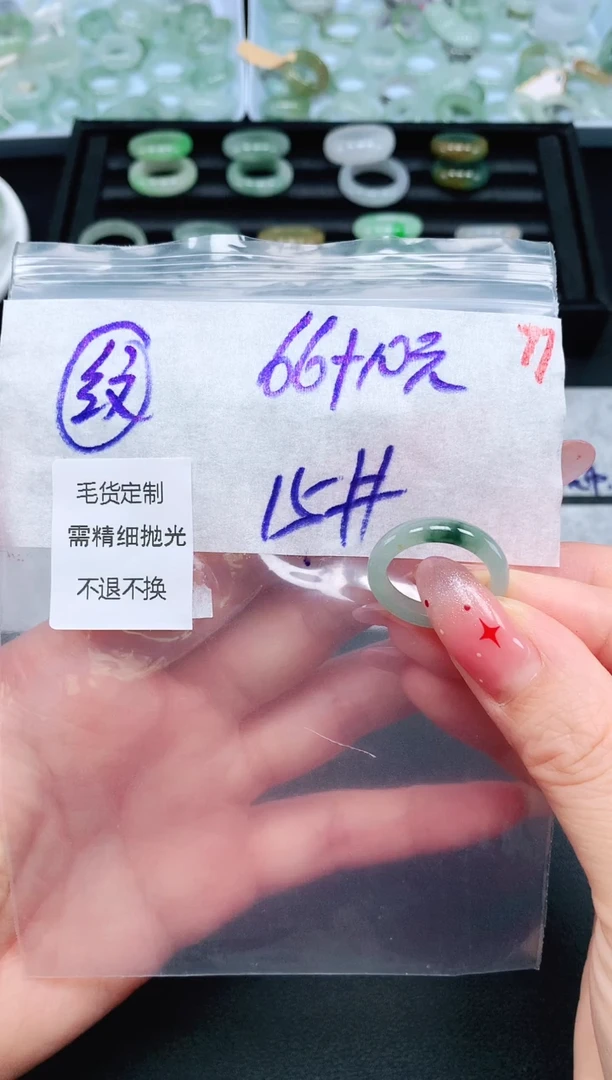 纹 66+10元 77
15#
毛货定制
需精细抛光
不退不换